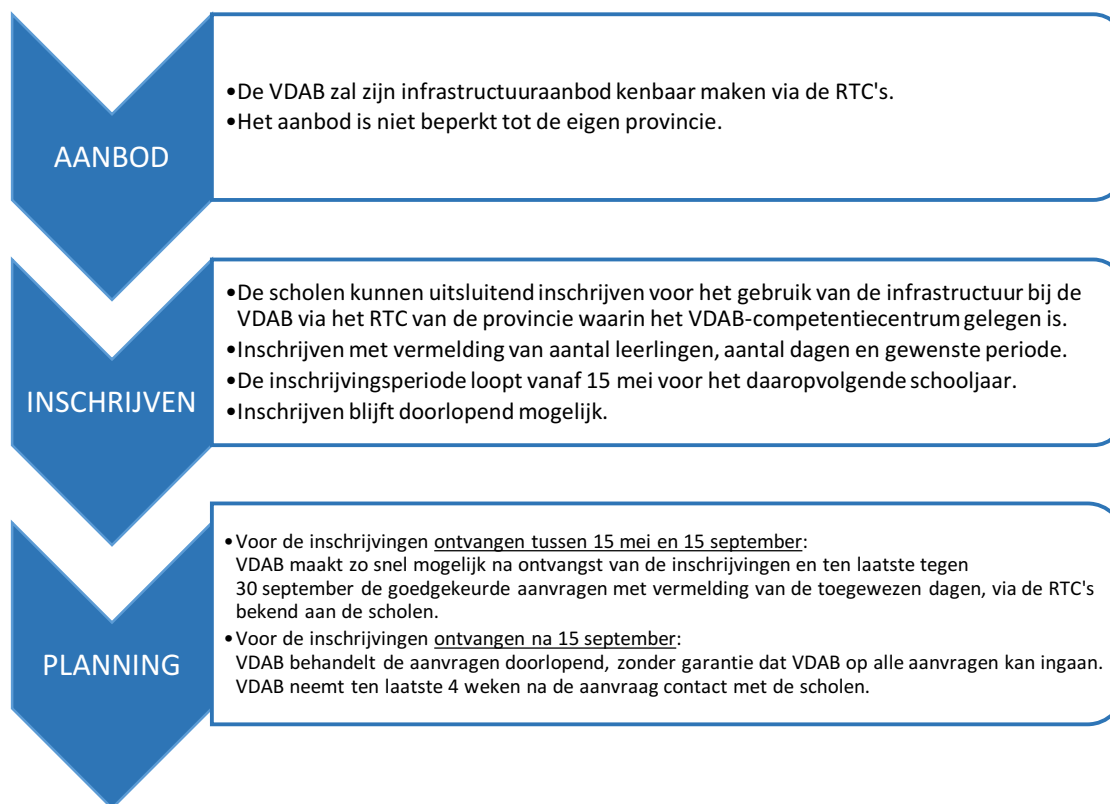 AANBOD
•De VDAB zal zijn infrastructuuraanbod kenbaar maken via de RTC's.
•Het aanbod is niet beperkt tot de eigen provincie.
INSCHRIJVEN
•De scholen kunnen uitsluitend inschrijven voor het gebruik van de infrastructuur bij de
VDAB via het RTC van de provincie waarin het VDAB-competentiecentrum gelegen is.
•Inschrijven met vermelding van aantal leerlingen, aantal dagen en gewenste periode.
•De inschrijvingsperiode loopt vanaf 15 mei voor het daaropvolgende schooljaar.
•Inschrijven blijft doorlopend mogelijk.
PLANNING
•Voor de inschrijvingen ontvangen tussen 15 mei en 15 september:
VDAB maakt zo snel mogelijk na ontvangst van de inschrijvingen en ten laatste tegen
30 september de goedgekeurde aanvragen met vermelding van de toegewezen dagen, via de RTC's
bekend aan de scholen.
•Voor de inschrijvingen ontvangen na 15 september:
VDAB behandelt de aanvragen doorlopend, zonder garantie dat VDAB op alle aanvragen kan ingaan.
VDAB neemt ten laatste 4 weken na de aanvraag contact met de scholen.